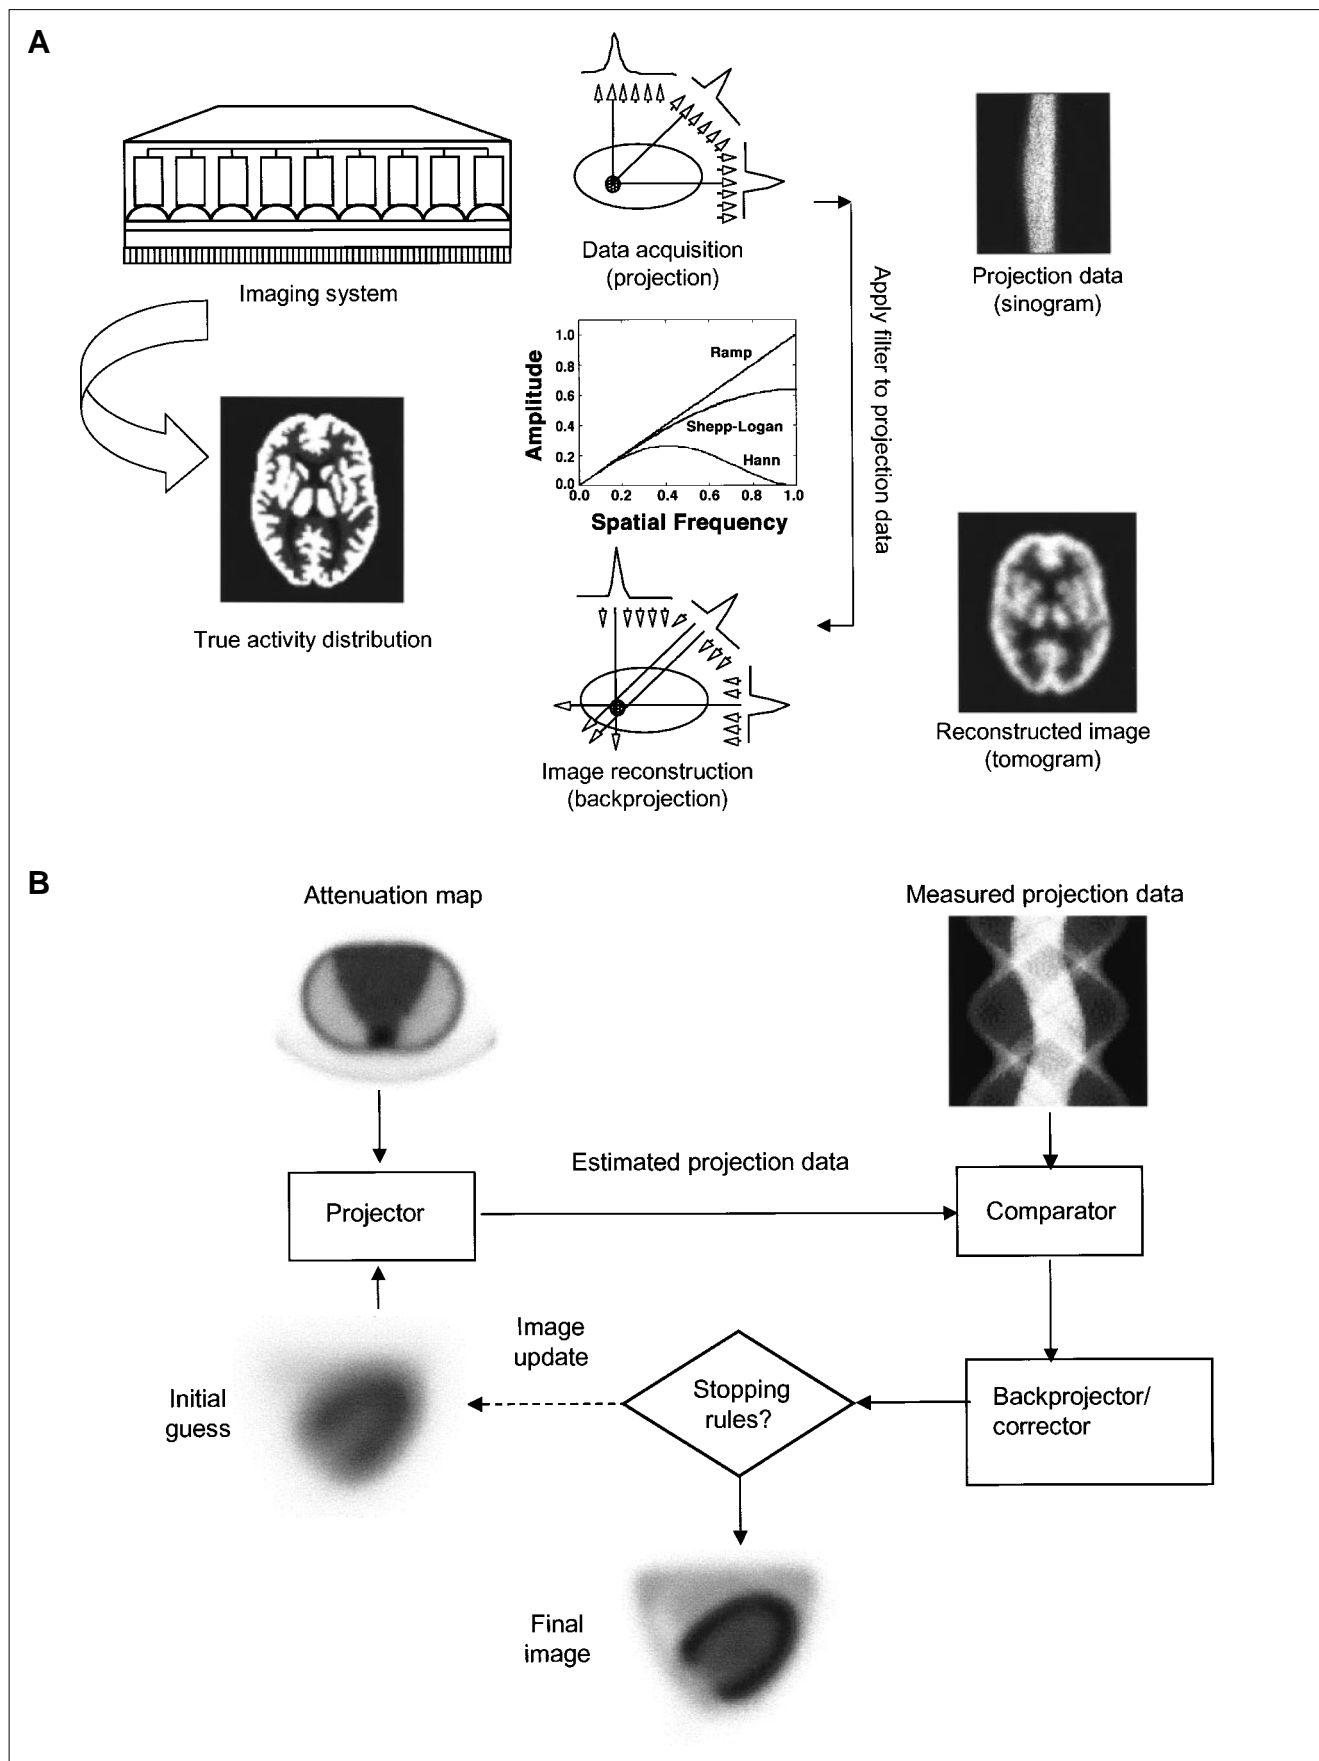 A
Imaging system
True activity distribution
Data acquisition
(projection)
Amplitude
1.0
0.8
0.6
0.4
0.2
0.0
Ramp
Shepp-Logan
Hann
0.0 0.2 0.4 0.6 0.8 1.0
Spatial Frequency
Apply filter to projection data
Image reconstruction
(backprojection)
Projection data
(sinogram)
Reconstructed image
(tomogram)
B
Attenuation map
Measured projection data
Projector
Estimated projection data
Comparator
Initial
guess
Image
update
Stopping
rules?
Backprojector/
corrector
Final
image